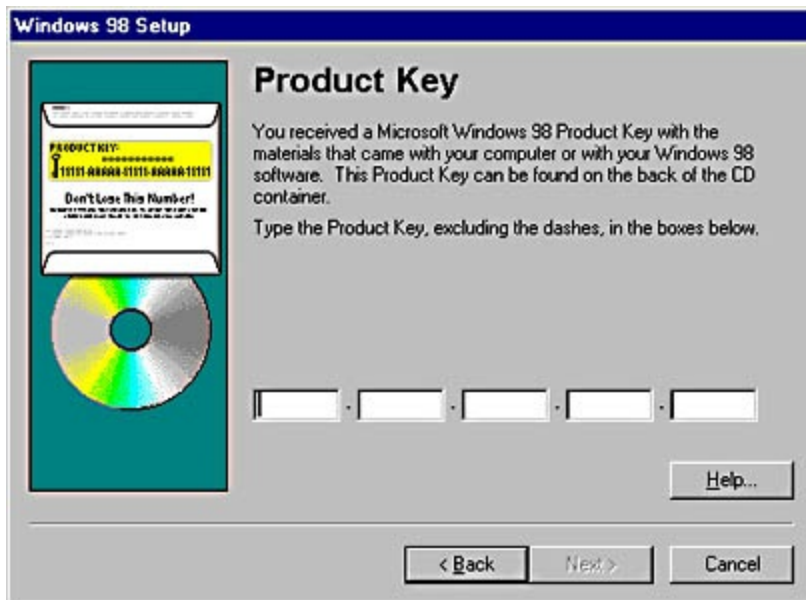 Windows 98 Setup
PRODUCT KEY:
11111-AAAAA-11111-AAAAA-11111
Don't Lose This Number!
Product Key
You received a Microsoft Windows 98 Product Key with the
materials that came with your computer or with your Windows 98
software. This Product Key can be found on the back of the CD
container.
Type the Product Key, excluding the dashes, in the boxes below.
Help...
< Back
Next >
Cancel